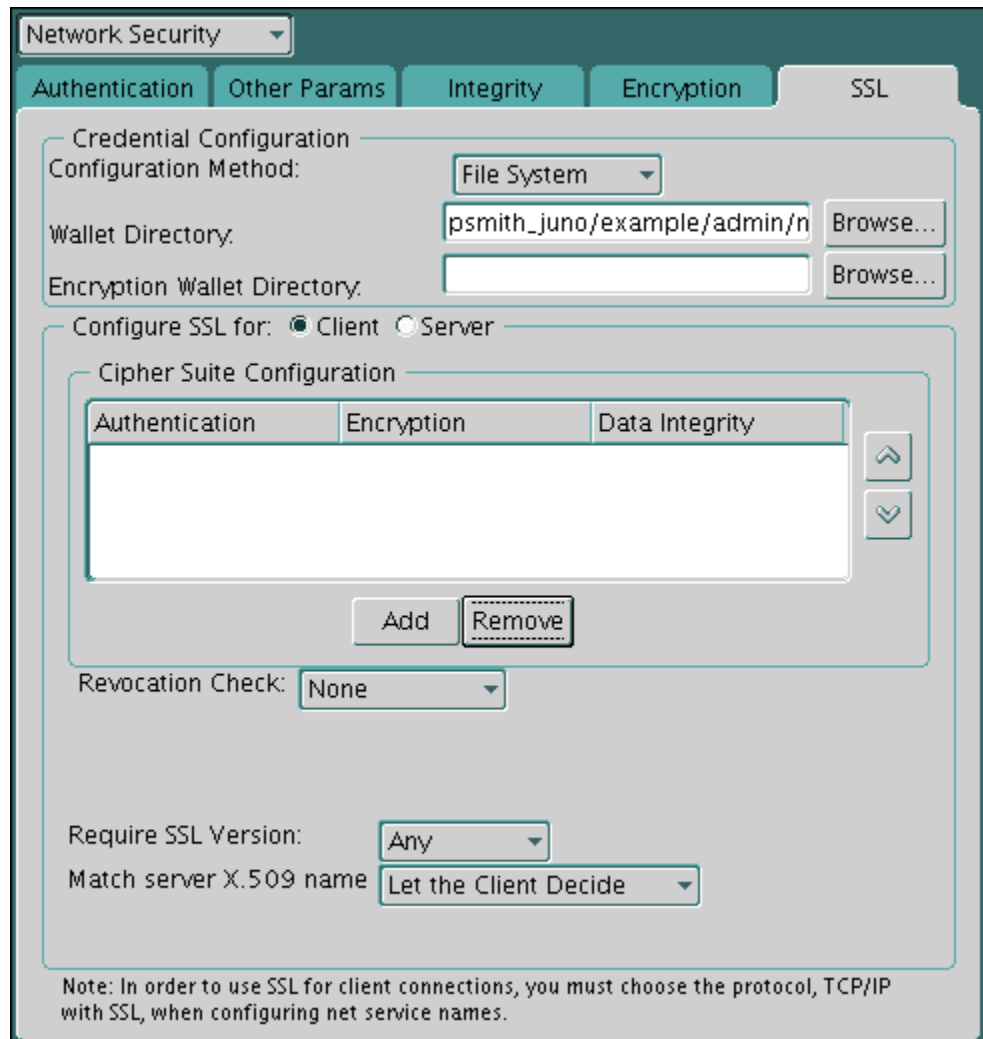 Network Security
Authentication Other Params Integrity Encryption SSL
Credential Configuration
Configuration Method: File System
Wallet Directory: psmith_juno/example/admin/n Browse...
Encryption Wallet Directory: Browse...
Configure SSL for: Client Server
Cipher Suite Configuration
Authentication Encryption Data Integrity
Add Remove
Revocation Check: None
Require SSL Version: Any
Match server X.509 name Let the Client Decide
Note: In order to use SSL for client connections, you must choose the protocol, TCP/IP
with SSL, when configuring net service names.